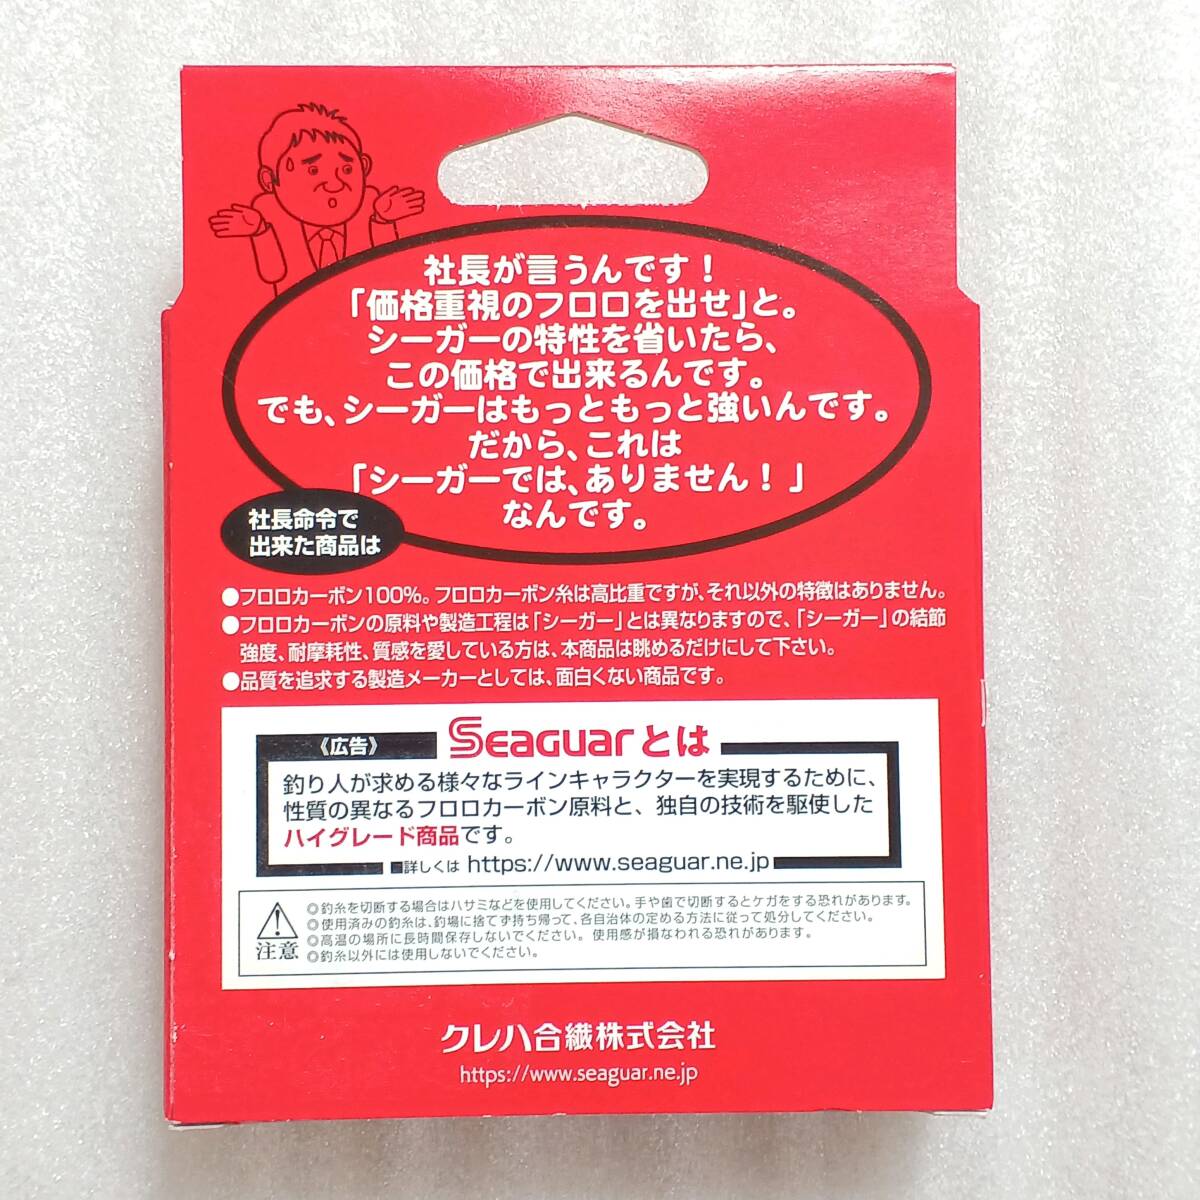 社長が言うんです！
「価格重視のフロロを出せ」と。
シーガーの特性を省いたら、
この価格で出来るんです。
でも、シーガーはもっともっと強いんです。
だから、これは
「シーガーでは、ありません！」
なんです。
社長命令で
出来た商品は
●フロロカーボン100%。フロロカーボン糸は高比重ですが、それ以外の特徴はありません。
●フロロカーボンの原料や製造工程は「シーガー」とは異なりますので、「シーガー」の結節
強度、耐摩耗性、質感を愛している方は、本商品は眺めるだけにして下さい。
●品質を追求する製造メーカーとしては、面白くない商品です。
《広告》
Seaguarとは
釣り人が求める様々なラインキャラクターを実現するために、
性質の異なるフロロカーボン原料と、独自の技術を駆使した
ハイグレード商品です。
■詳しくは https://www.seaguar.ne.jp
注意
◎釣糸を切断する場合はハサミなどを使用してください。手や歯で切断するとケガをする恐れがあります。
◎使用済みの釣糸は、釣場に捨てず持ち帰って、各自治体の定める方法に従って処分してください。
◎高温の場所に長時間保存しないでください。使用感が損なわれる恐れがあります。
◎釣糸以外には使用しないでください。
クレハ合繊株式会社
https://www.seaguar.ne.jp